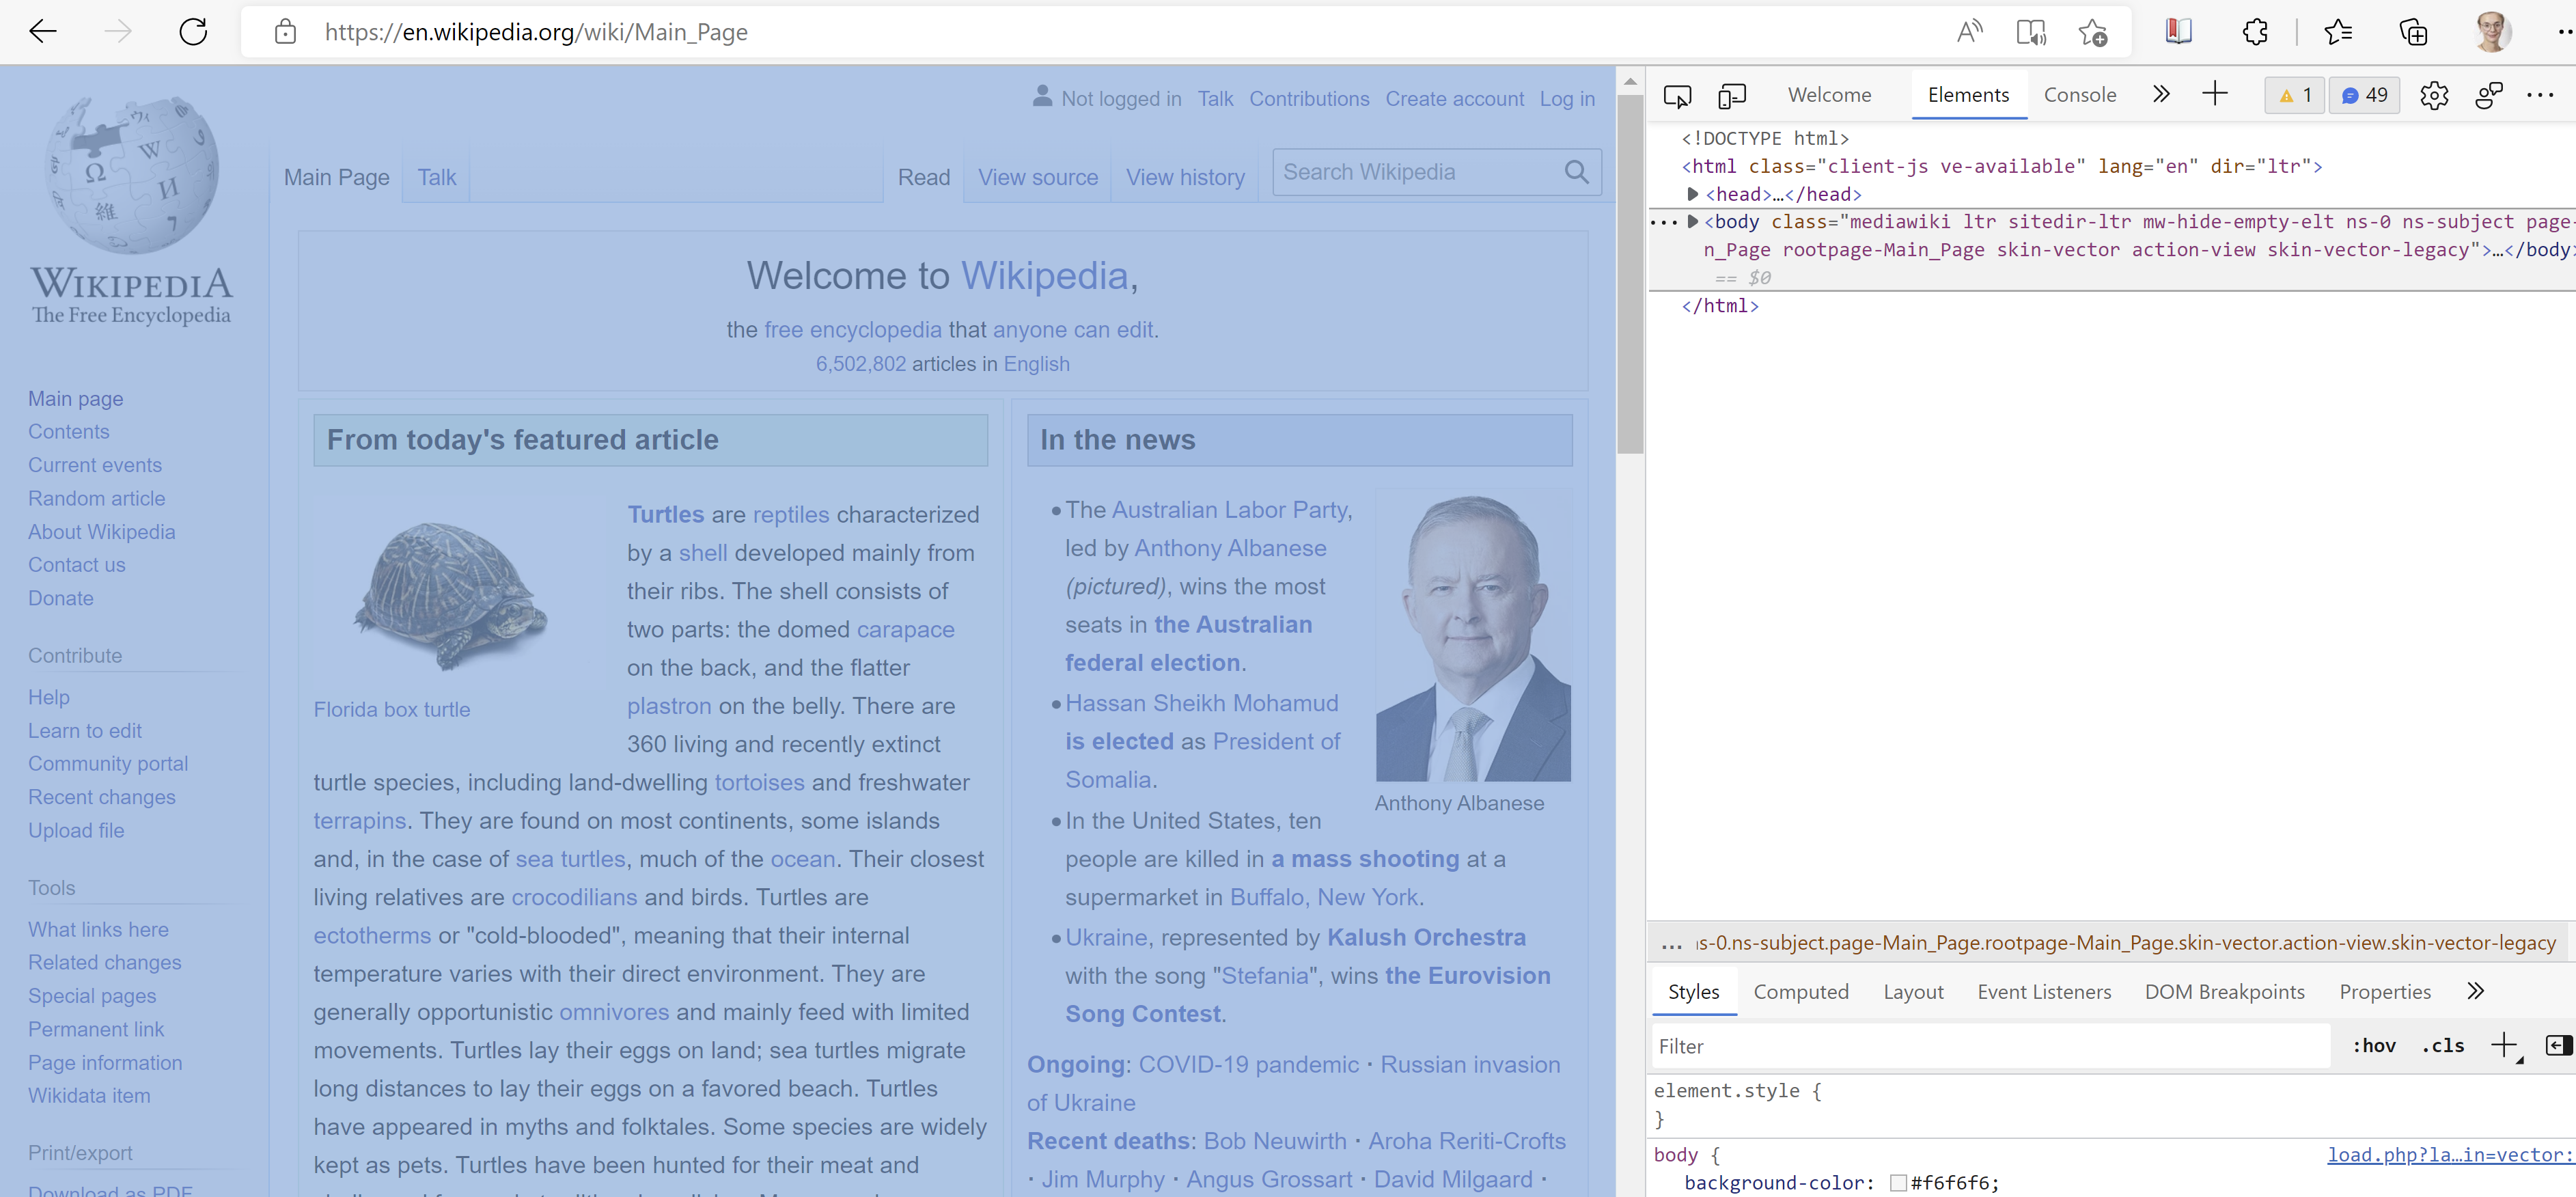 https://en.wikipedia.org/wiki/Main_Page
Not logged in Talk Contributions Create account Log in
Main Page Talk Read View source View history Search Wikipedia
WIKIPEDIA
The Free Encyclopedia
Main page
Contents
Current events
Random article
About Wikipedia
Contact us
Donate
Contribute
Help
Learn to edit
Community portal
Recent changes
Upload file
Tools
What links here
Related changes
Special pages
Permanent link
Page information
Wikidata item
Print/export
Download as PDF
Welcome to Wikipedia,
the free encyclopedia that anyone can edit.
6,502,802 articles in English
From today's featured article
Florida box turtle
Turtles are reptiles characterized
by a shell developed mainly from
their ribs. The shell consists of
two parts: the domed carapace
on the back, and the flatter
plastron on the belly. There are
360 living and recently extinct
turtle species, including land-dwelling tortoises and freshwater
terrapins. They are found on most continents, some islands
and, in the case of sea turtles, much of the ocean. Their closest
living relatives are crocodilians and birds. Turtles are
ectotherms or "cold-blooded", meaning that their internal
temperature varies with their direct environment. They are
generally opportunistic omnivores and mainly feed with limited
movements. Turtles lay their eggs on land; sea turtles migrate
long distances to lay their eggs on a favored beach. Turtles
have appeared in myths and folktales. Some species are widely
kept as pets. Turtles have been hunted for their meat and
In the news
• The Australian Labor Party,
led by Anthony Albanese
(pictured), wins the most
seats in the Australian
federal election.
• Hassan Sheikh Mohamud
is elected as President of
Somalia.
Anthony Albanese
• In the United States, ten
people are killed in a mass shooting at a
supermarket in Buffalo, New York.
• Ukraine, represented by Kalush Orchestra
with the song "Stefania", wins the Eurovision
Song Contest.
Ongoing: COVID-19 pandemic · Russian invasion
of Ukraine
Recent deaths: Bob Neuwirth · Aroha Reriti-Crofts
· Jim Murphy · Angus Grossart · David Milgaard ·
Welcome Elements Console 1 49
<!DOCTYPE html>
<html class="client-js ve-available" lang="en" dir="ltr">
<head>…</head>
<body class="mediawiki ltr sitedir-ltr mw-hide-empty-elt ns-0 ns-subject page-
n_Page rootpage-Main_Page skin-vector action-view skin-vector-legacy">…</body>
== $0
</html>
... s-0.ns-subject.page-Main_Page.rootpage-Main_Page.skin-vector.action-view.skin-vector-legacy
Styles Computed Layout Event Listeners DOM Breakpoints Properties
Filter :hov .cls
element.style {
}
body { load.php?la…in=vector:
background-color: #f6f6f6;